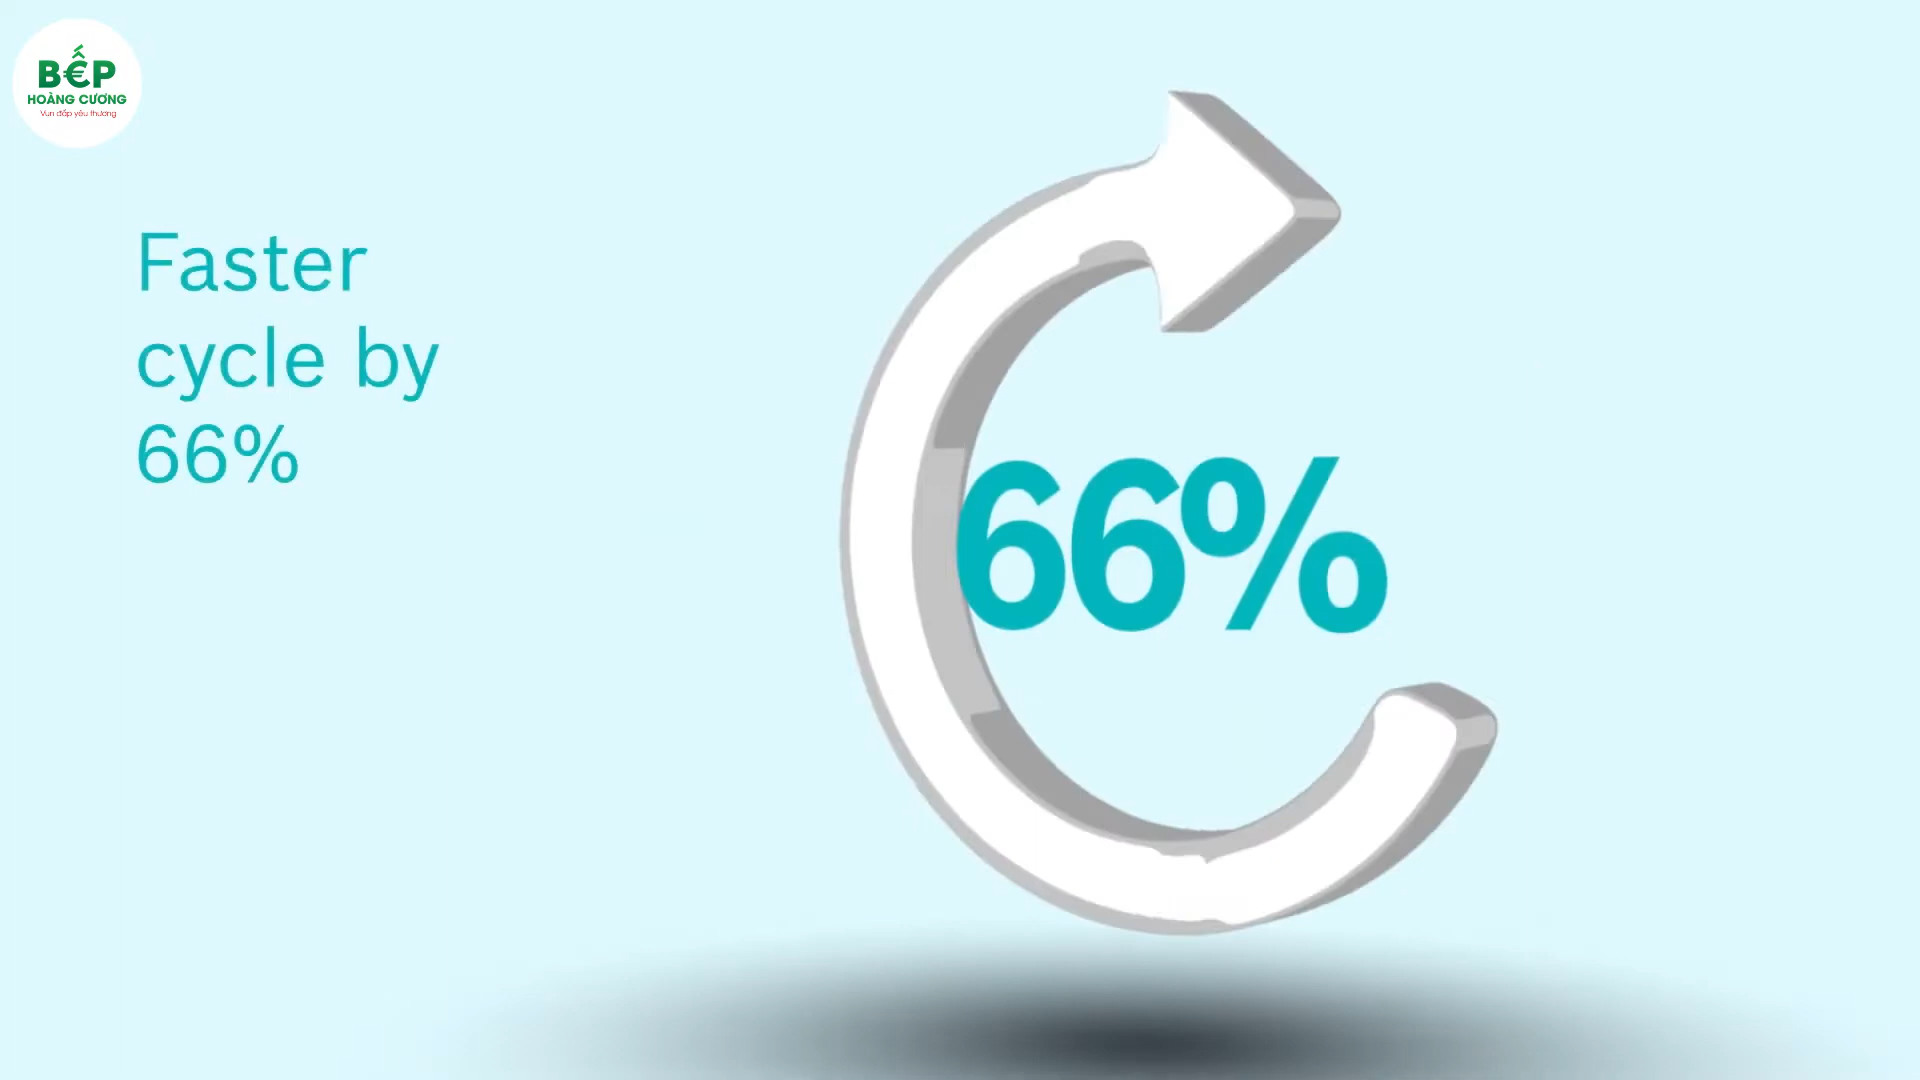 BẾP
HOÀNG CƯƠNG
Vun đắp yêu thương
Faster
cycle by
66%
66%